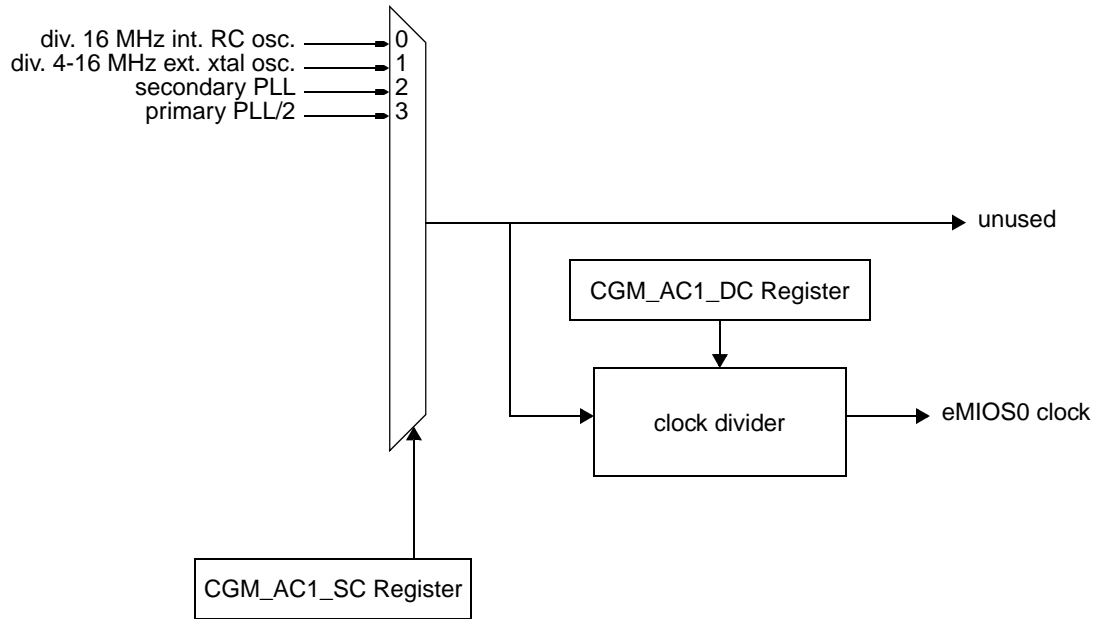 div. 16 MHz int. RC osc.
0
div. 4-16 MHz ext. xtal osc.
1
secondary PLL
2
primary PLL/2
3
unused
CGM_AC1_DC Register
clock divider
eMIOS0 clock
CGM_AC1_SC Register